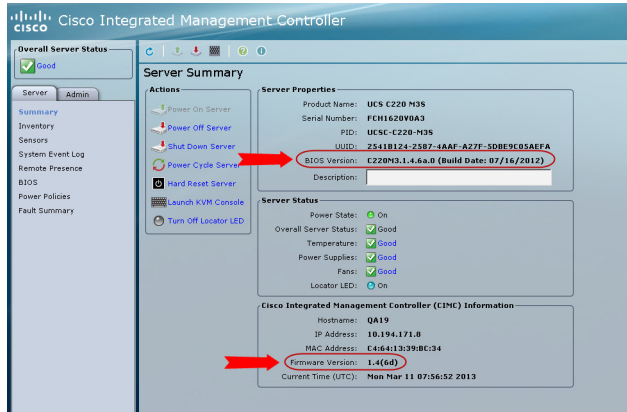 cisco
Cisco Integrated Management Controller
Overall Server Status
Good
Server
Admin
Summary
Inventory
Sensors
System Event Log
Remote Presence
BIOS
Power Policies
Fault Summary
Server Summary
Actions
Power On Server
Power Off Server
Shut Down Server
Power Cycle Server
Hard Reset Server
Launch KVM Console
Turn Off Locator LED
Server Properties
Product Name: UCS C220 M3S
Serial Number: FCH1620V0A3
PID: UCSC-C220-M3S
UUID: 2541B124-2587-4AAF-A27F-5DBE9C05AEFA
BIOS Version: C220M3.1.4.6a.0 (Build Date: 07/16/2012)
Description:
Server Status
Power State: On
Overall Server Status: Good
Temperature: Good
Power Supplies: Good
Fans: Good
Locator LED: On
Cisco Integrated Management Controller (CIMC) Information
Hostname: QA19
IP Address: 10.194.171.8
MAC Address: C4:64:13:39:BC:34
Firmware Version: 1.4(6d)
Current Time (UTC): Mon Mar 11 07:56:52 2013